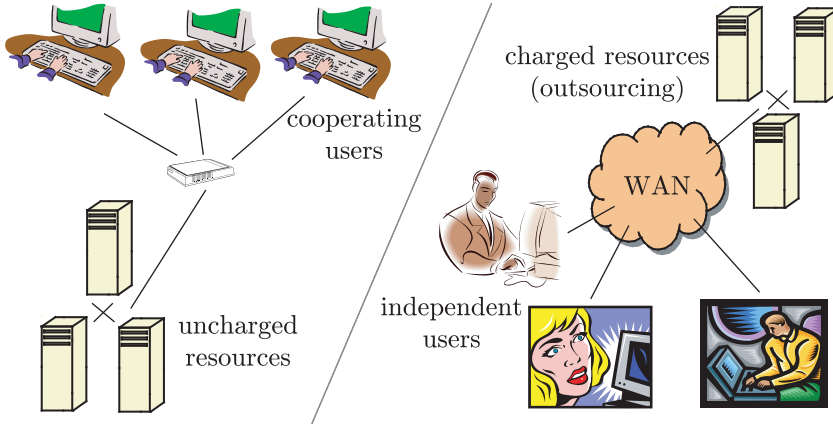 cooperating
users
uncharged
resources
charged resources
(outsourcing)
WAN
independent
users